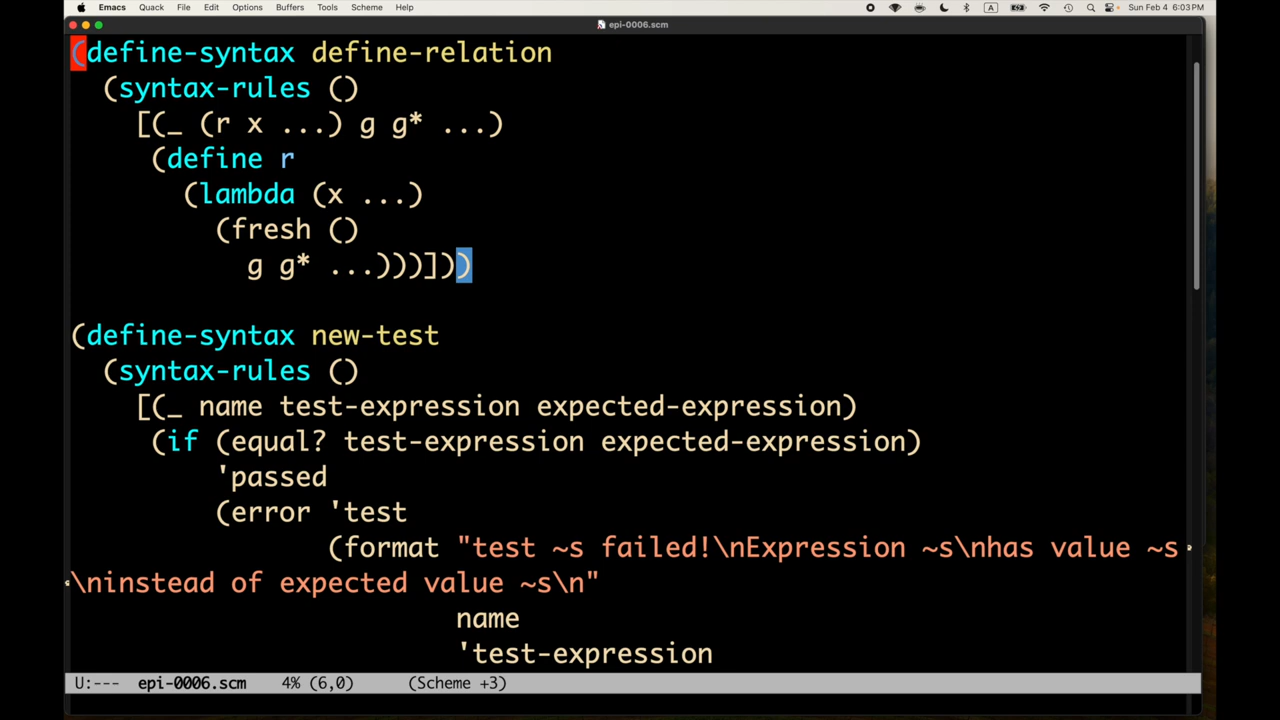 Emacs Quack File Edit Options Buffers Tools Scheme Help A Sun Feb 4 6:03 PM
epi-0006.scm
(define-syntax define-relation
  (syntax-rules ()
    [(_ (r x ...) g g* ...)
     (define r
       (lambda (x ...)
         (fresh ()
           g g* ...)))]))
(define-syntax new-test
  (syntax-rules ()
    [(_ name test-expression expected-expression)
     (if (equal? test-expression expected-expression)
         'passed
         (error 'test
                (format "test ~s failed!\nExpression ~s\nhas value ~s
\ninstead of expected value ~s\n"
                        name
                        'test-expression
U:--- epi-0006.scm 4% (6,0) (Scheme +3)